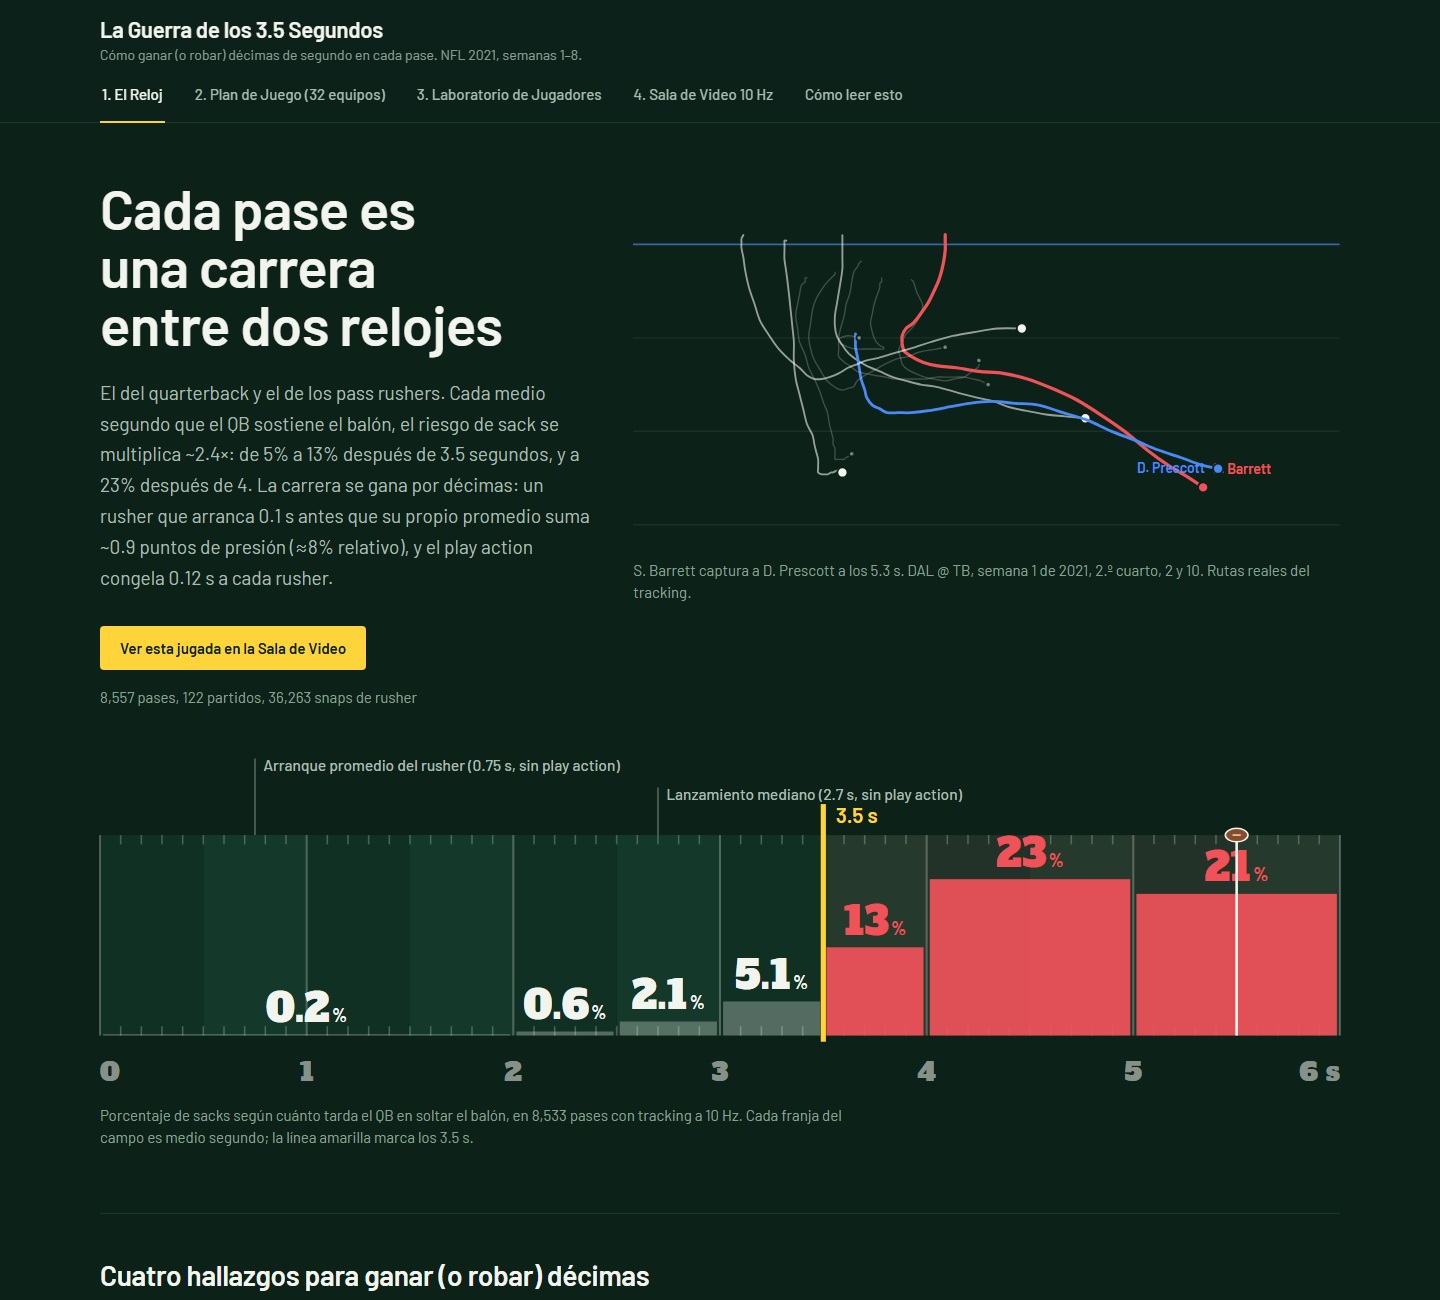 La Guerra de los 3.5 Segundos
Cómo ganar (o robar) décimas de segundo en cada pase. NFL 2021, semanas 1–8.
1. El Reloj
2. Plan de Juego (32 equipos)
3. Laboratorio de Jugadores
4. Sala de Video 10 Hz
Cómo leer esto
Cada pase es
una carrera
entre dos relojes
El del quarterback y el de los pass rushers. Cada medio
segundo que el QB sostiene el balón, el riesgo de sack se
multiplica ~2.4×: de 5% a 13% después de 3.5 segundos, y a
23% después de 4. La carrera se gana por décimas: un
rusher que arranca 0.1 s antes que su propio promedio suma
~0.9 puntos de presión (≈8% relativo), y el play action
congela 0.12 s a cada rusher.
Ver esta jugada en la Sala de Video
8,557 pases, 122 partidos, 36,263 snaps de rusher
D. Prescott
Barrett
S. Barrett captura a D. Prescott a los 5.3 s. DAL @ TB, semana 1 de 2021, 2.º cuarto, 2 y 10. Rutas reales del
tracking.
Arranque promedio del rusher (0.75 s, sin play action)
Lanzamiento mediano (2.7 s, sin play action)
3.5 s
0.2%
0.6%
2.1%
5.1%
13%
23%
21%
0 1 2 3 4 5 6 s
Porcentaje de sacks según cuánto tarda el QB en soltar el balón, en 8,533 pases con tracking a 10 Hz. Cada franja del
campo es medio segundo; la línea amarilla marca los 3.5 s.
Cuatro hallazgos para ganar (o robar) décimas